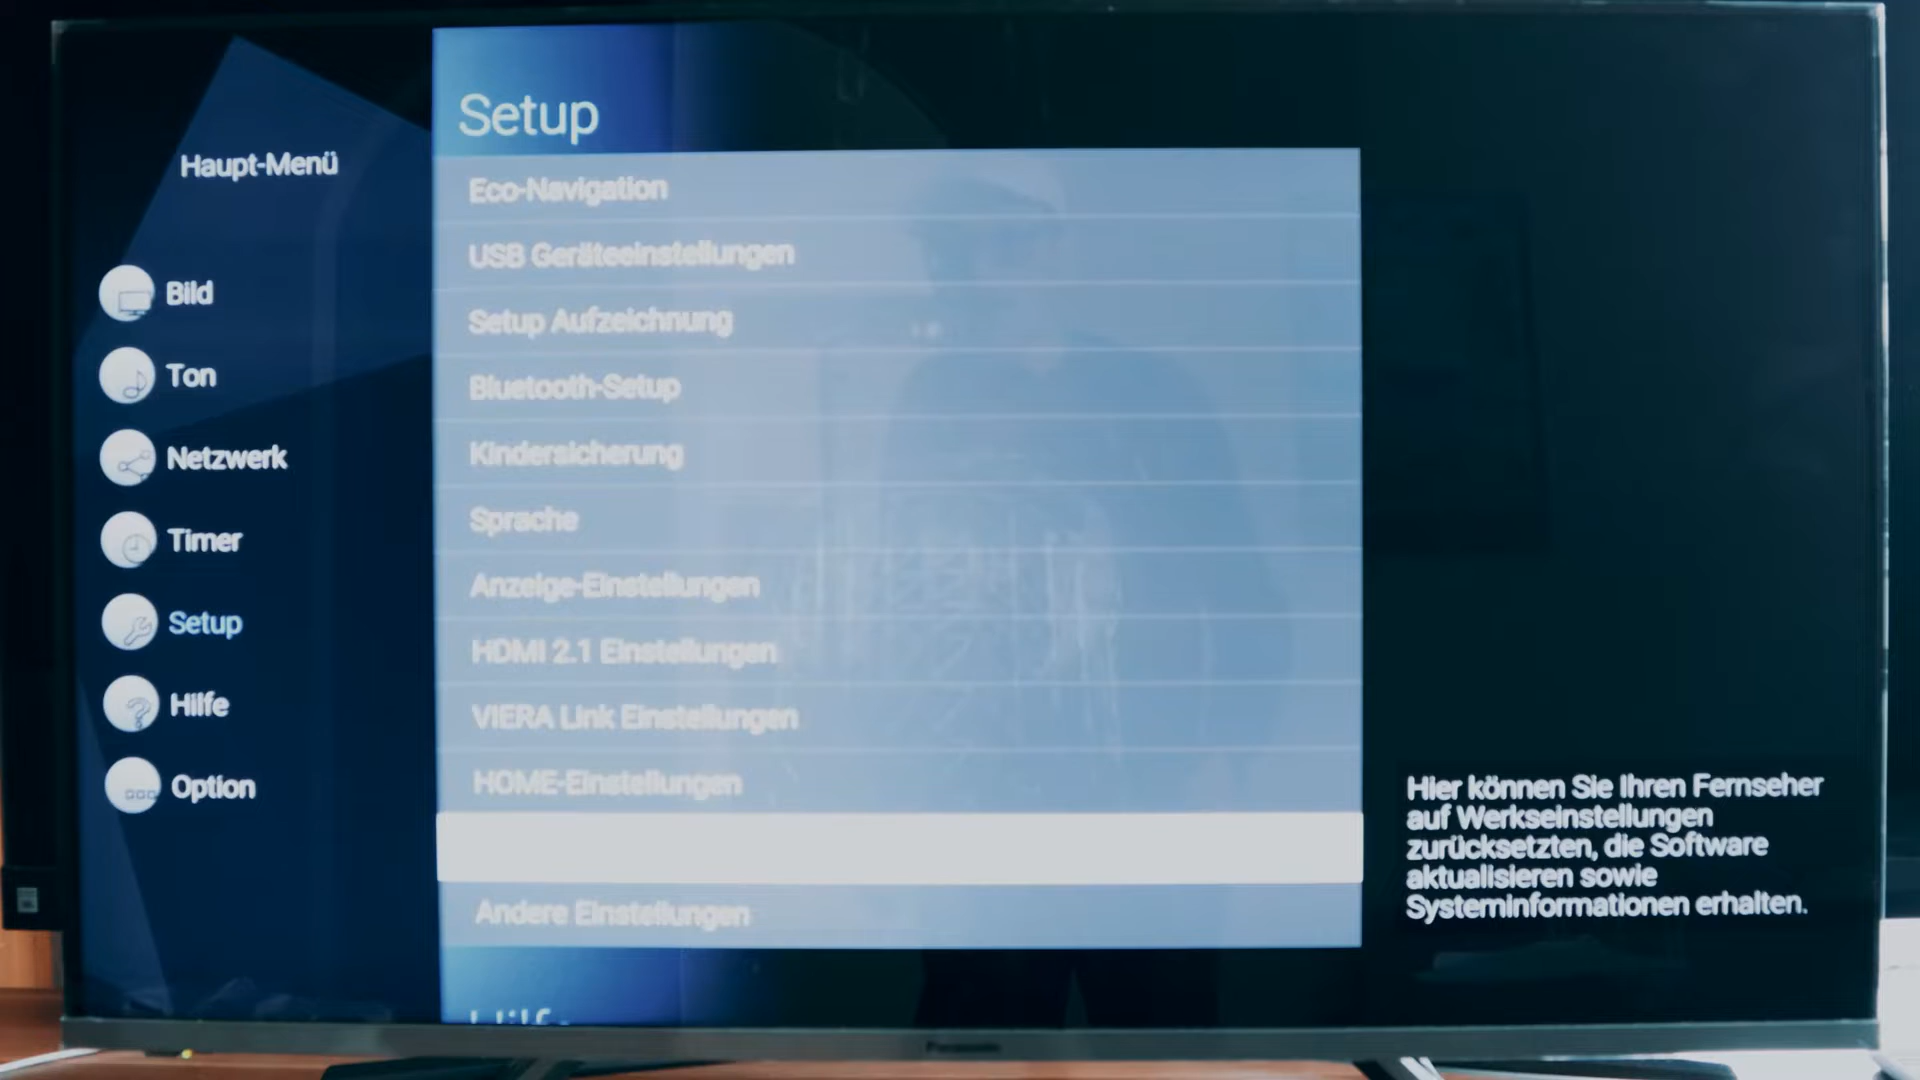 Setup
Haupt-Menü
Bild
Ton
Netzwerk
Timer
Setup
Hilfe
Option
Eco-Navigation
USB Geräteeinstellungen
Setup Aufzeichnung
Bluetooth-Setup
Kindersicherung
Sprache
Anzeige-Einstellungen
HDMI 2.1 Einstellungen
VIERA Link Einstellungen
HOME-Einstellungen
Andere Einstellungen
Hier können Sie Ihren Fernseher
auf Werkseinstellungen
zurücksetzten, die Software
aktualisieren sowie
Systeminformationen erhalten.
Hilfe
Panasonic